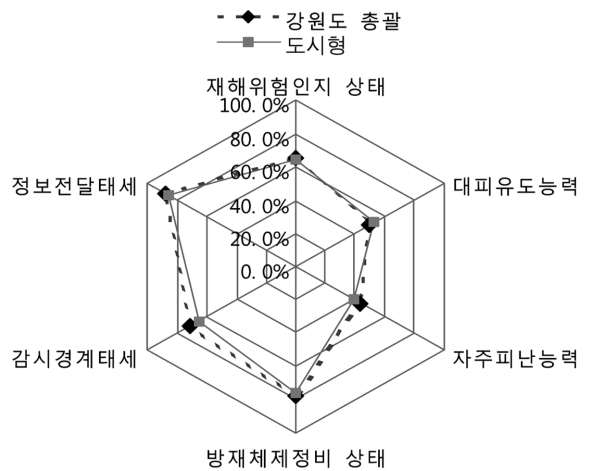 강원도 총괄
도시형
재해위험인지 상태
100. 0%
80. 0%
60. 0%
40. 0%
20. 0%
0. 0%
정보전달태세
대피유도능력
감시경계태세
자주피난능력
방재체제정비 상태